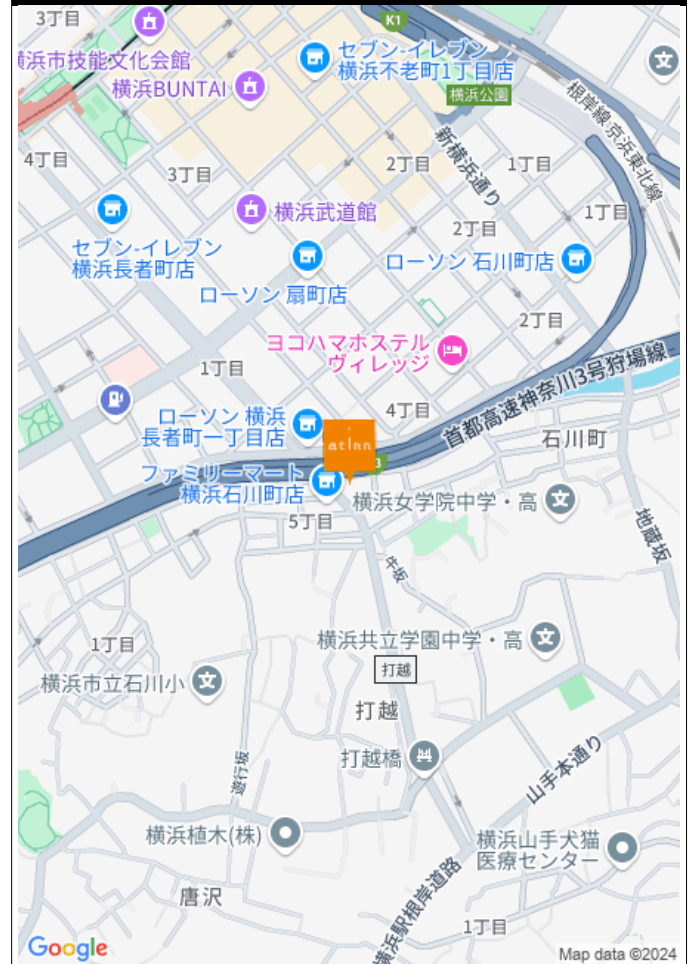 3丁目
K1
横浜市技能文化会館
セブン-イレブン
横浜不老町1丁目店
横浜BUNTAI
横浜公園
根岸線・京浜東北線
新横浜通り
4丁目
3丁目
2丁目
1丁目
1丁目
2丁目
横浜武道館
セブン-イレブン
横浜長者町店
ローソン 石川町店
ローソン 扇町店
2丁目
ヨコハマホステル
ヴィレッジ
1丁目
首都高速神奈川3号狩場線
4丁目
ローソン 横浜
長者町一丁目店
atinn
石川町
ファミリーマート
横浜石川町店
3
横浜女学院中学・高
5丁目
地蔵坂
牛坂
1丁目
横浜共立学園中学・高
打越
横浜市立石川小
打越
打越橋
遊行坂
山手本通り
横浜植木(株)
横浜山手犬猫
医療センター
唐沢
横浜駅根岸道路
1丁目
Google
Map data ©2024